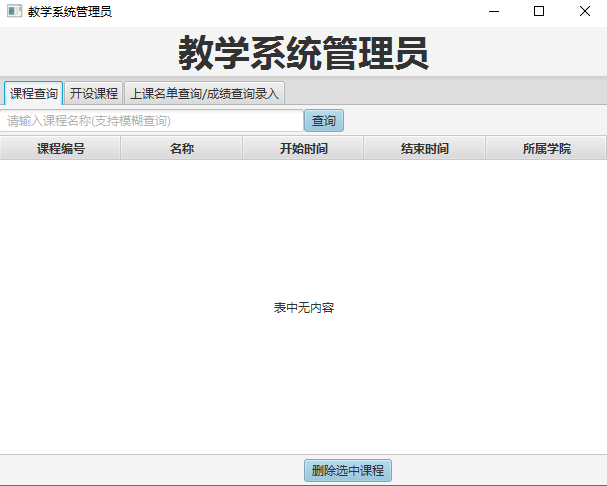 教学系统管理员
教学系统管理员
课程查询 开设课程 上课名单查询/成绩查询录入
请输入课程名称(支持模糊查询) 查询
课程编号 名称 开始时间 结束时间 所属学院
表中无内容
删除选中课程